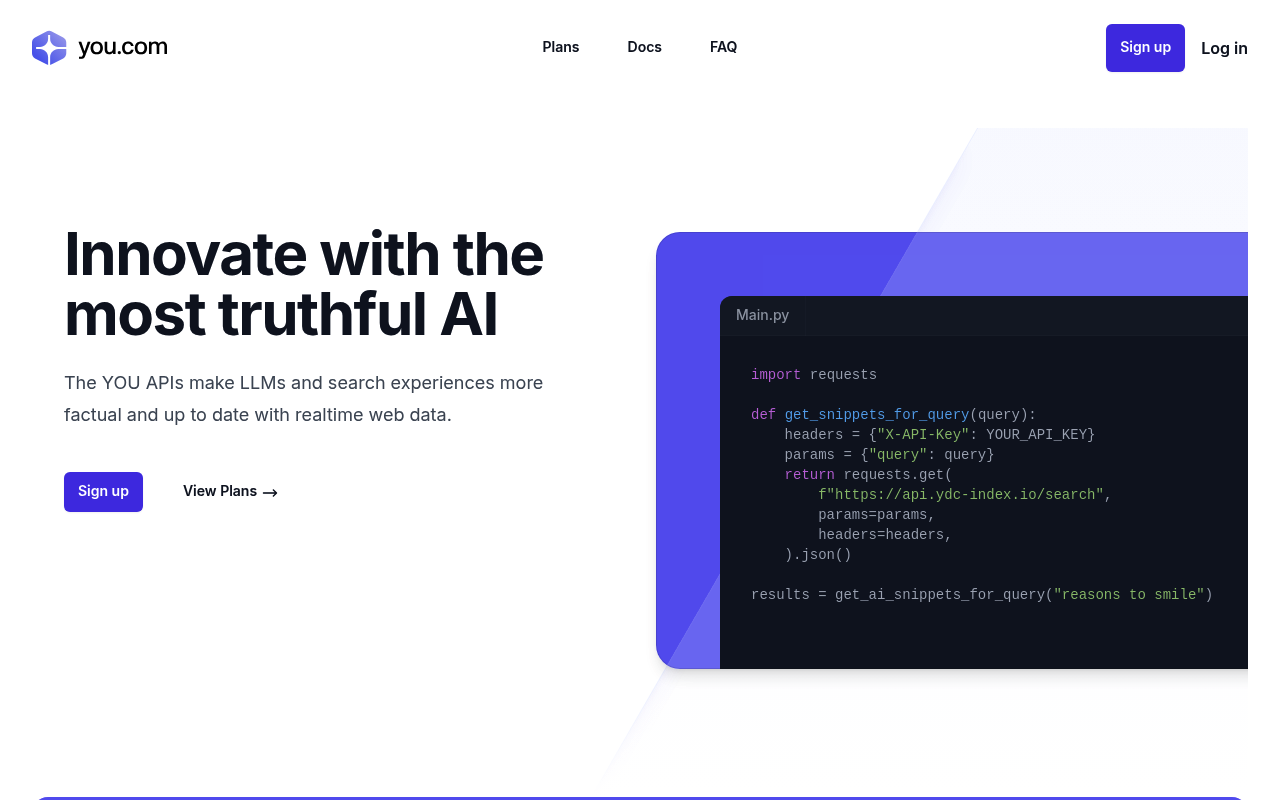 you.com
Plans
Docs
FAQ
Sign up
Log in
Innovate with the
most truthful AI
The YOU APIs make LLMs and search experiences more
factual and up to date with realtime web data.
Sign up
View Plans →
Main.py
import requests
def get_snippets_for_query(query):
    headers = {"X-API-Key": YOUR_API_KEY}
    params = {"query": query}
    return requests.get(
        f"https://api.ydc-index.io/search",
        params=params,
        headers=headers,
    ).json()
results = get_ai_snippets_for_query("reasons to smile")